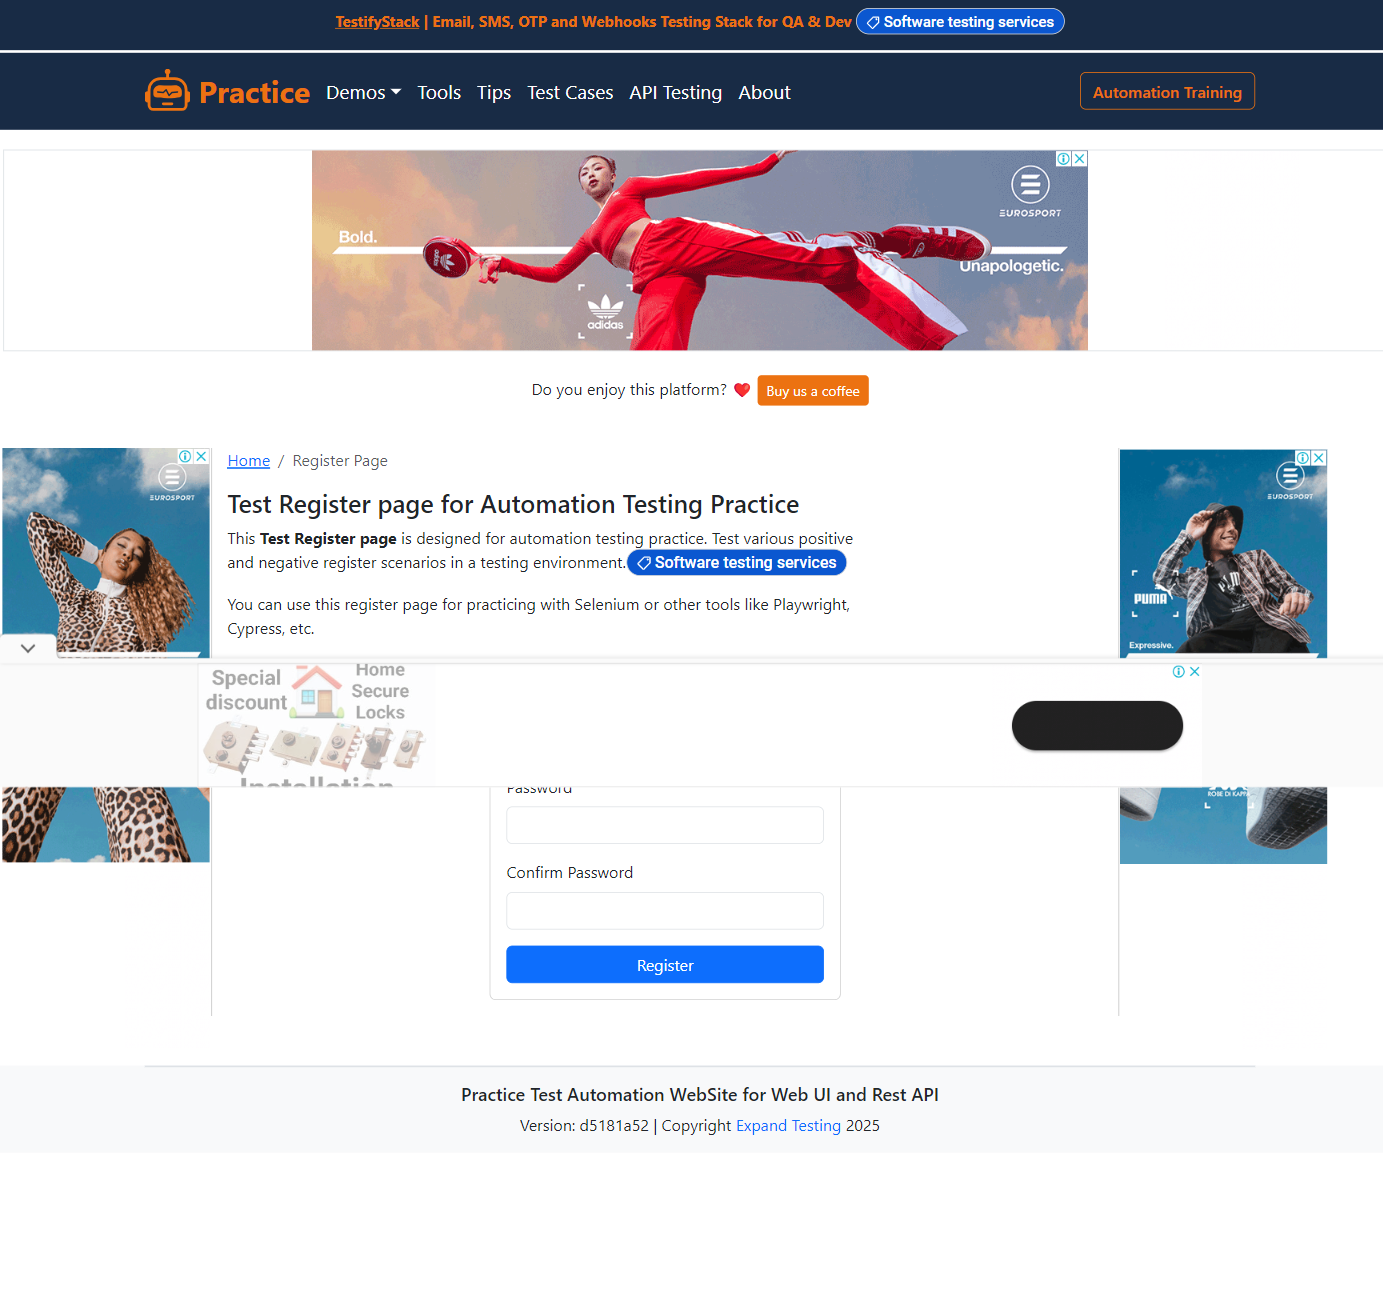 TestifyStack | Email, SMS, OTP and Webhooks Testing Stack for QA & Dev Software testing services
Practice Demos Tools Tips Test Cases API Testing About Automation Training
EUROSPORT
Bold.
Unapologetic.
adidas
Do you enjoy this platform? Buy us a coffee
EUROSPORT
Home / Register Page
Test Register page for Automation Testing Practice
This Test Register page is designed for automation testing practice. Test various positive
and negative register scenarios in a testing environment. Software testing services
You can use this register page for practicing with Selenium or other tools like Playwright,
Cypress, etc.
EUROSPORT
PUMA
Expressive.
Special
discount
Home
Secure
Locks
Installation
Password
Confirm Password
Register
ROBE DI KAPPA
Practice Test Automation WebSite for Web UI and Rest API
Version: d5181a52 | Copyright Expand Testing 2025